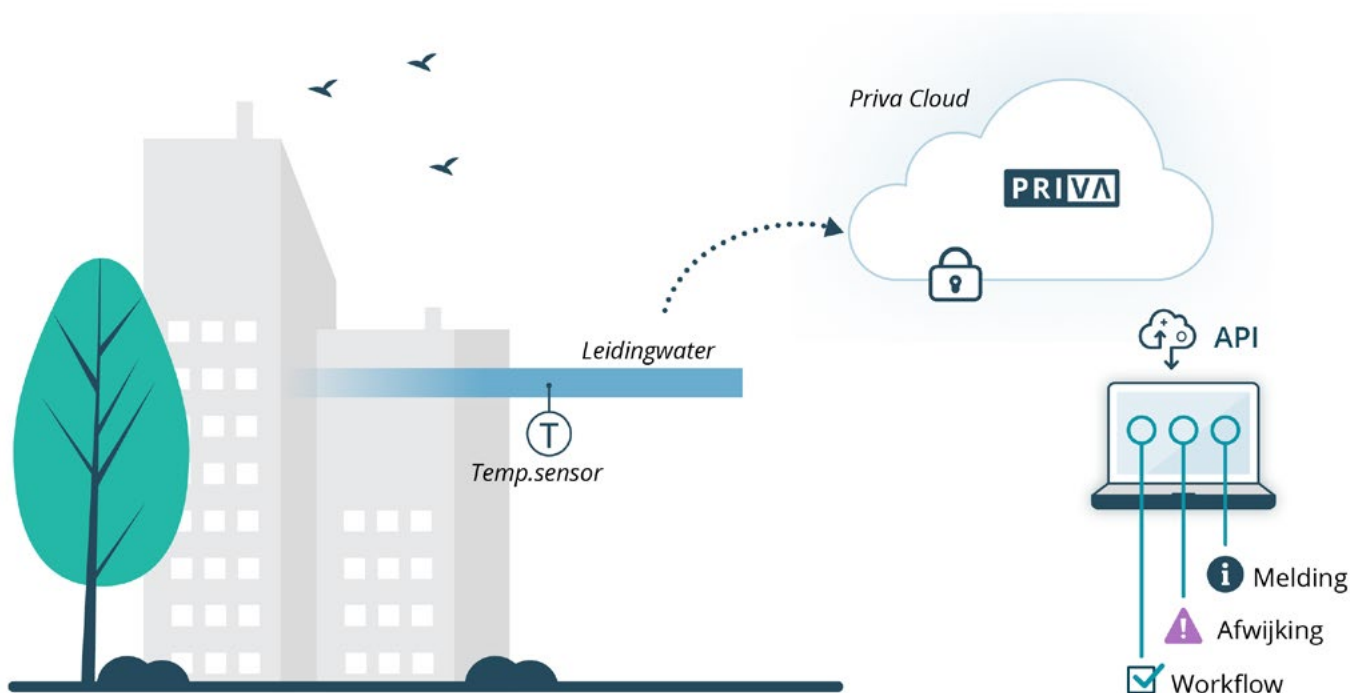 Priva Cloud
PRIVA
Leidingwater
API
T
Temp.sensor
i Melding
! Afwijking
Workflow